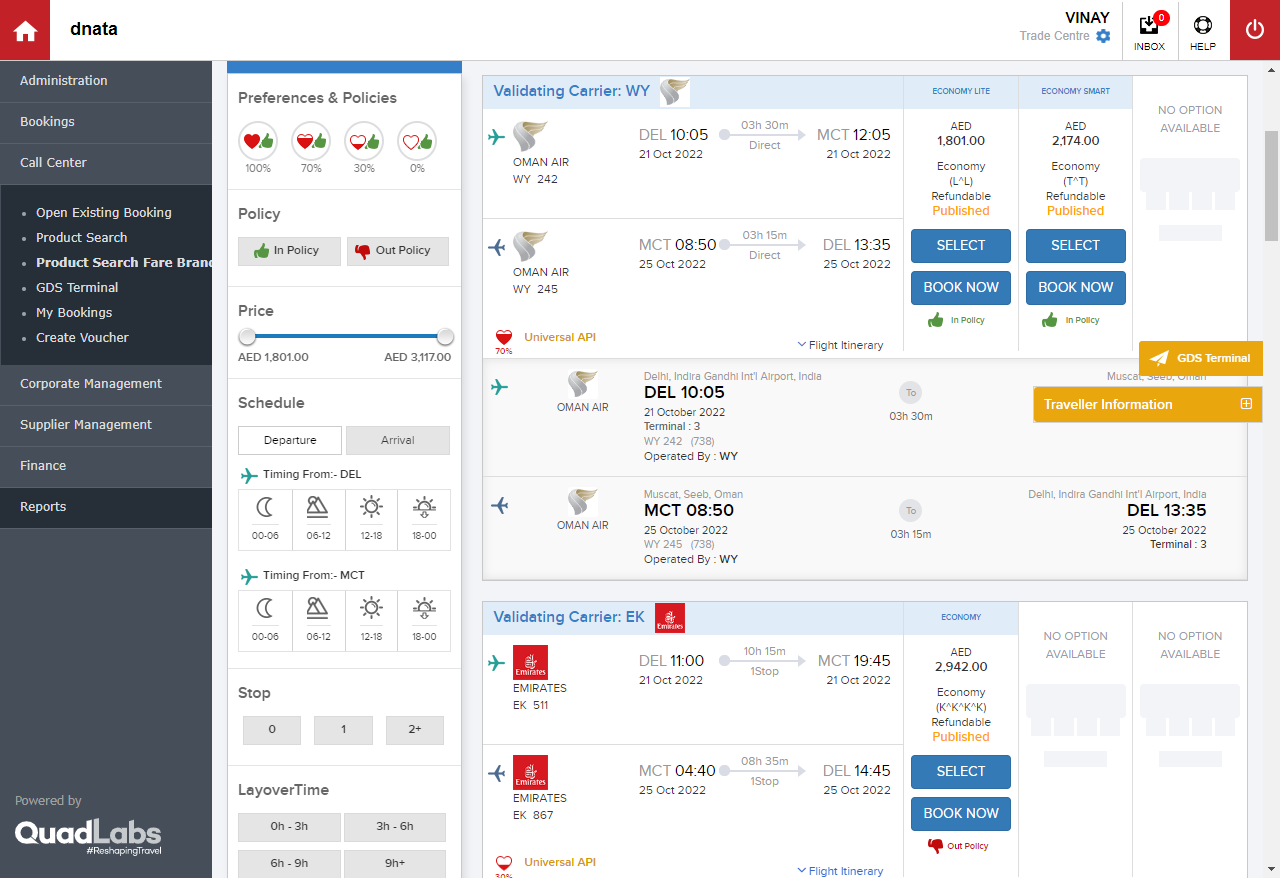 dnata
VINAY
Trade Centre
0
INBOX
HELP
Administration
Bookings
Call Center
Open Existing Booking
Product Search
Product Search Fare Bran
GDS Terminal
My Bookings
Create Voucher
Corporate Management
Supplier Management
Finance
Reports
Powered by
QuadLabs
#ReshapingTravel
Preferences & Policies
100% 70% 30% 0%
Policy
In Policy Out Policy
Price
AED 1,801.00 AED 3,117.00
Schedule
Departure Arrival
Timing From:- DEL
00-06 06-12 12-18 18-00
Timing From:- MCT
00-06 06-12 12-18 18-00
Stop
0 1 2+
LayoverTime
0h - 3h 3h - 6h
6h - 9h 9h+
Validating Carrier: WY
ECONOMY LITE
ECONOMY SMART
OMAN AIR
WY 242
DEL 10:05
21 Oct 2022
03h 30m
Direct
MCT 12:05
21 Oct 2022
OMAN AIR
WY 245
MCT 08:50
25 Oct 2022
03h 15m
Direct
DEL 13:35
25 Oct 2022
70%
Universal API
Flight Itinerary
AED
1,801.00
Economy
(L^L)
Refundable
Published
SELECT
BOOK NOW
In Policy
AED
2,174.00
Economy
(T^T)
Refundable
Published
SELECT
BOOK NOW
In Policy
NO OPTION
AVAILABLE
GDS Terminal
Traveller Information
OMAN AIR
Delhi, Indira Gandhi Int'l Airport, India
DEL 10:05
21 October 2022
Terminal : 3
WY 242 (738)
Operated By : WY
To
03h 30m
Muscat, Seeb, Oman
OMAN AIR
Muscat, Seeb, Oman
MCT 08:50
25 October 2022
WY 245 (738)
Operated By : WY
To
03h 15m
Delhi, Indira Gandhi Int'l Airport, India
DEL 13:35
25 October 2022
Terminal : 3
Validating Carrier: EK
Emirates
ECONOMY
Emirates
EMIRATES
EK 511
DEL 11:00
21 Oct 2022
10h 15m
1Stop
MCT 19:45
21 Oct 2022
Emirates
EMIRATES
EK 867
MCT 04:40
25 Oct 2022
08h 35m
1Stop
DEL 14:45
25 Oct 2022
30%
Universal API
Flight Itinerary
AED
2,942.00
Economy
(K^K^K^K)
Refundable
Published
SELECT
BOOK NOW
Out Policy
NO OPTION
AVAILABLE
NO OPTION
AVAILABLE